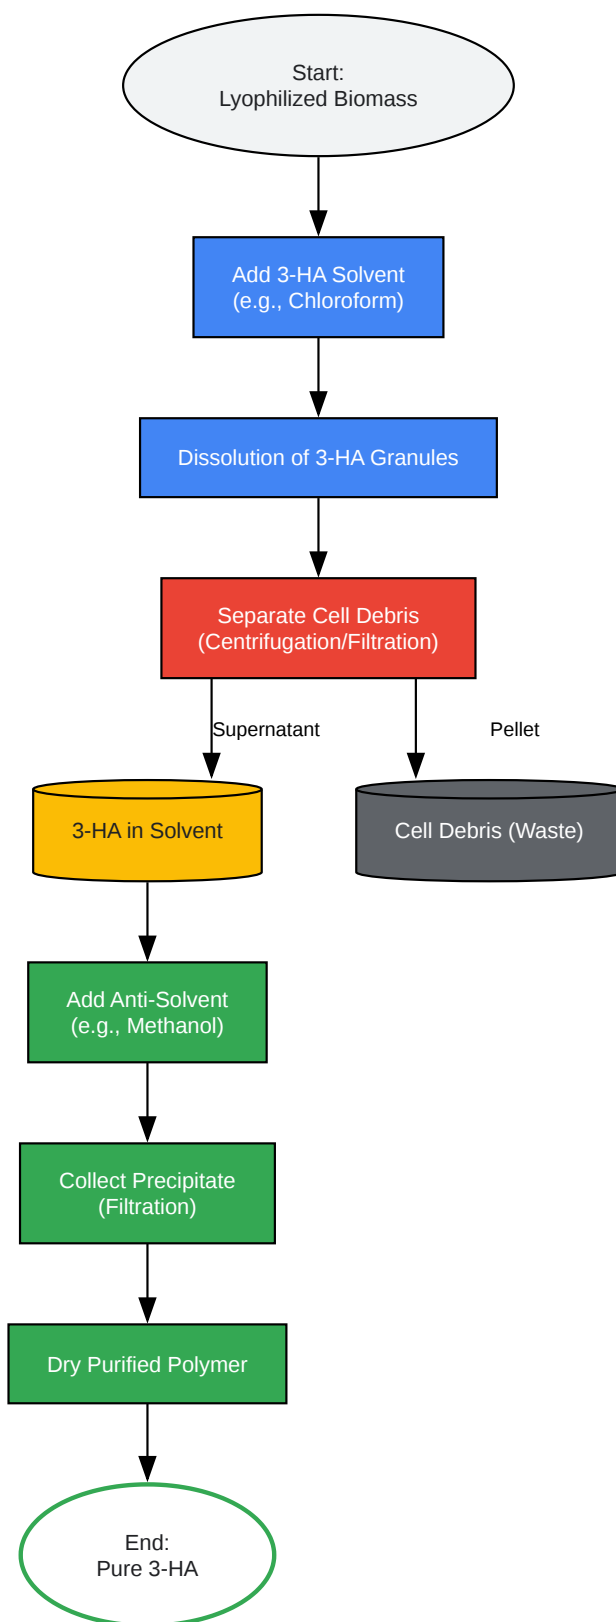 Start:
Lyophilized Biomass
Add 3-HA Solvent
(e.g., Chloroform)
Dissolution of 3-HA Granules
Separate Cell Debris
(Centrifugation/Filtration)
Supernatant
Pellet
3-HA in Solvent
Cell Debris (Waste)
Add Anti-Solvent
(e.g., Methanol)
Collect Precipitate
(Filtration)
Dry Purified Polymer
End:
Pure 3-HA